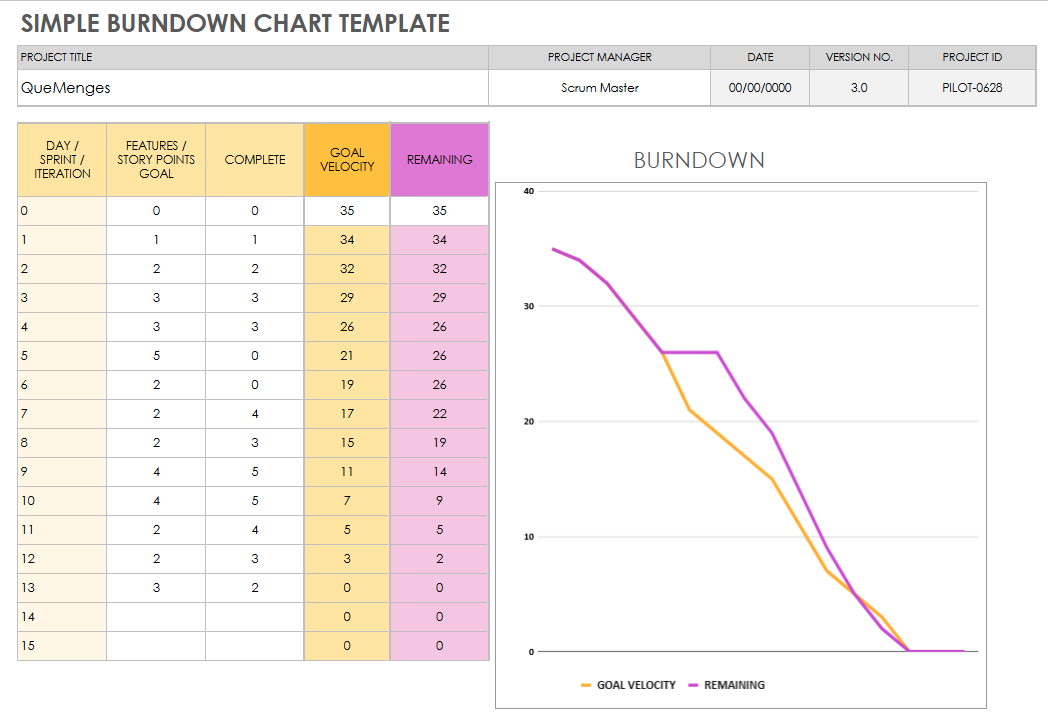 SIMPLE BURNDOWN CHART TEMPLATE
PROJECT TITLE PROJECT MANAGER DATE VERSION NO. PROJECT ID
QueMenges Scrum Master 00/00/0000 3.0 PILOT-0628
DAY / SPRINT / ITERATION FEATURES / STORY POINTS GOAL COMPLETE GOAL VELOCITY REMAINING
0 0 0 35 35
1 1 1 34 34
2 2 2 32 32
3 3 3 29 29
4 3 3 26 26
5 5 0 21 26
6 2 0 19 26
7 2 4 17 22
8 2 3 15 19
9 4 5 11 14
10 4 5 7 9
11 2 4 5 5
12 2 3 3 2
13 3 2 0 0
14 0 0
15 0 0
BURNDOWN
40
30
20
10
0
GOAL VELOCITY REMAINING